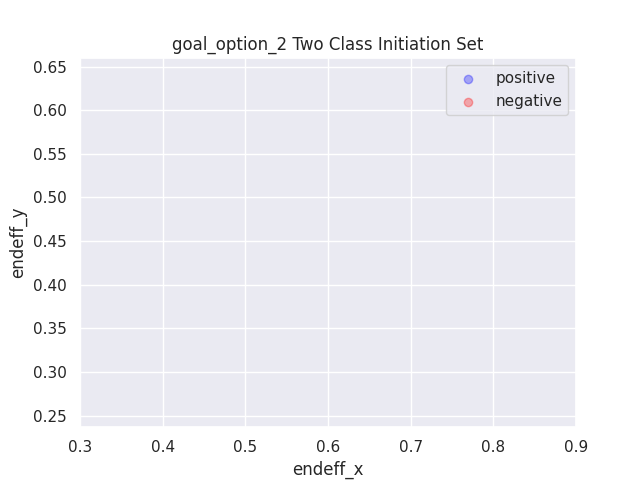 goal_option_2 Two Class Initiation Set
positive
negative
0.65
0.60
0.55
0.50
0.45
0.40
0.35
0.30
0.25
endeff_y
0.3 0.4 0.5 0.6 0.7 0.8 0.9
endeff_x